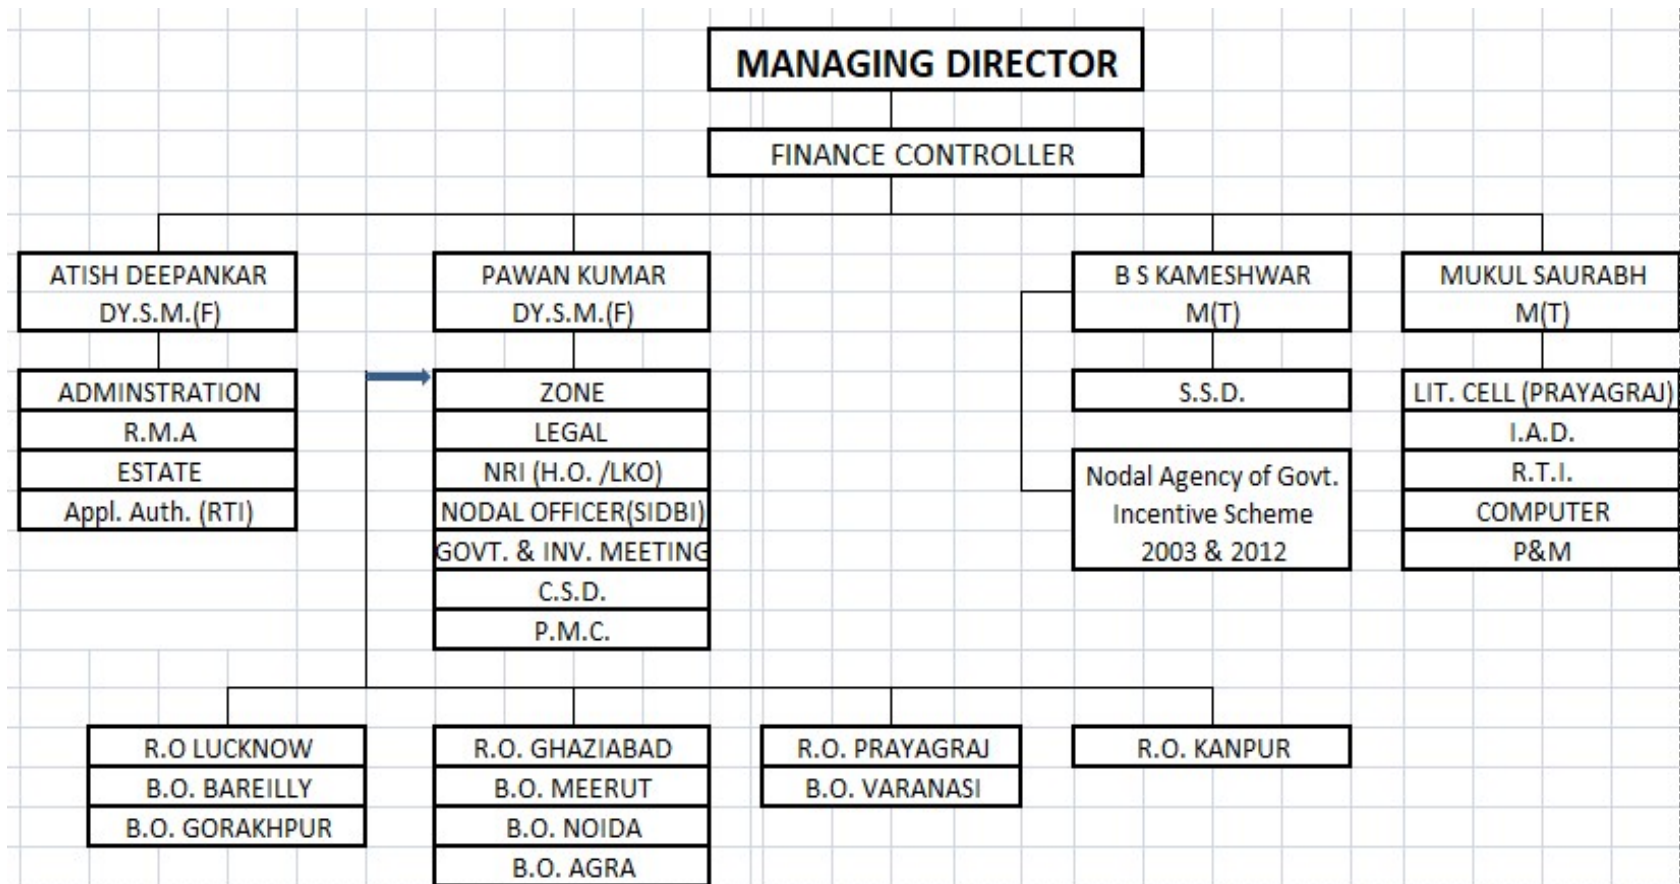 MANAGING DIRECTOR
FINANCE CONTROLLER
ATISH DEEPANKAR
DY.S.M.(F)
PAWAN KUMAR
DY.S.M.(F)
B S KAMESHWAR
M(T)
MUKUL SAURABH
M(T)
ADMINSTRATION
R.M.A
ESTATE
Appl. Auth. (RTI)
ZONE
LEGAL
NRI (H.O. /LKO)
NODAL OFFICER(SIDBI)
GOVT. & INV. MEETING
C.S.D.
P.M.C.
S.S.D.
Nodal Agency of Govt.
Incentive Scheme
2003 & 2012
LIT. CELL (PRAYAGRAJ)
I.A.D.
R.T.I.
COMPUTER
P&M
R.O LUCKNOW
B.O. BAREILLY
B.O. GORAKHPUR
R.O. GHAZIABAD
B.O. MEERUT
B.O. NOIDA
B.O. AGRA
R.O. PRAYAGRAJ
B.O. VARANASI
R.O. KANPUR